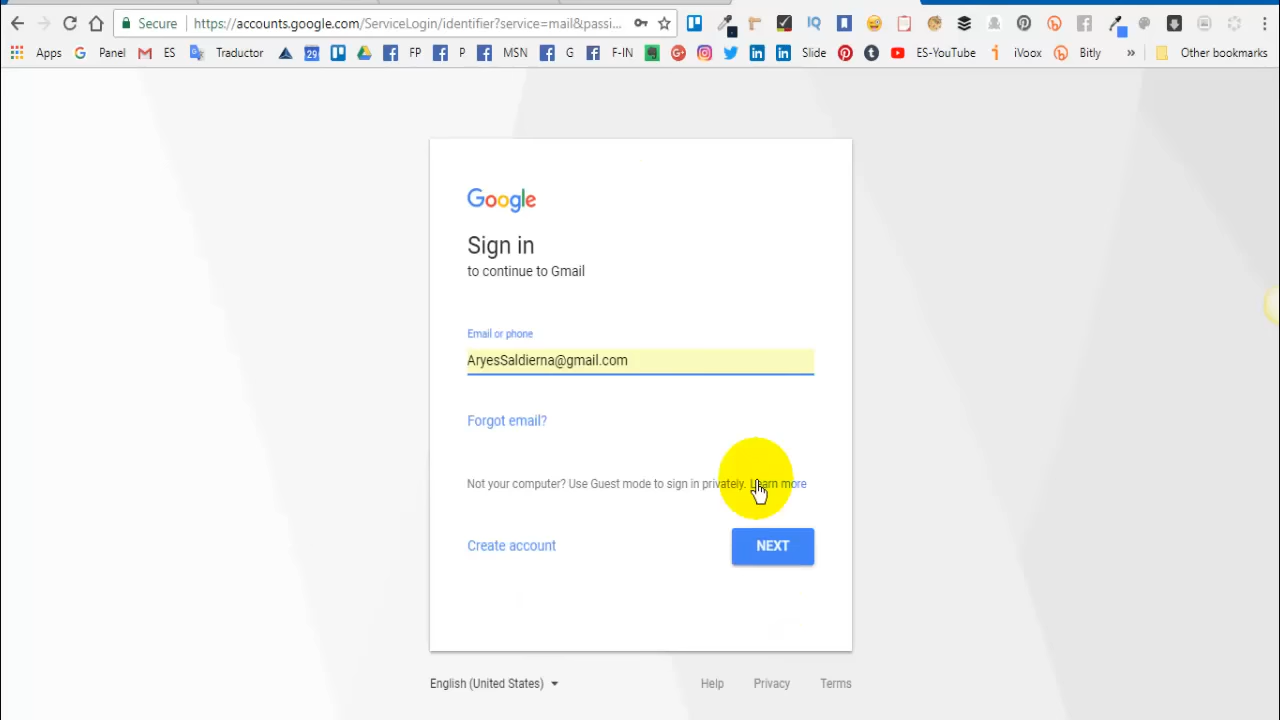 Secure https://accounts.google.com/ServiceLogin/identifier?service=mail&passi...
Apps Panel ES Traductor 29 FP P MSN G F-IN Slide ES-YouTube iVoox Bitly » Other bookmarks
Google
Sign in
to continue to Gmail
Email or phone
AryesSaldierna@gmail.com
Forgot email?
Not your computer? Use Guest mode to sign in privately. Learn more
Create account NEXT
English (United States) Help Privacy Terms